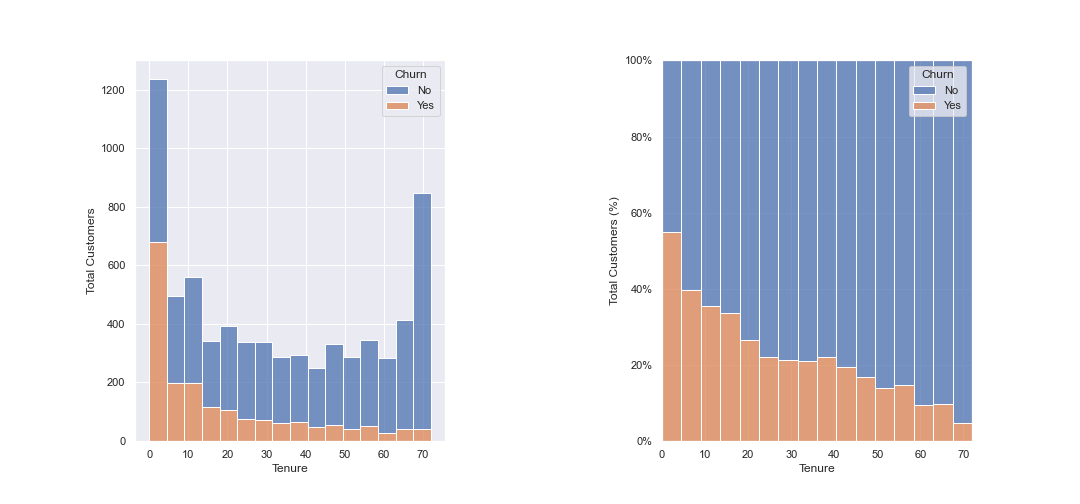 Churn
No
Yes
1200
1000
800
600
400
200
0
Total Customers
0 10 20 30 40 50 60 70
Tenure
Churn
No
Yes
100%
80%
60%
40%
20%
0%
Total Customers (%)
0 10 20 30 40 50 60 70
Tenure